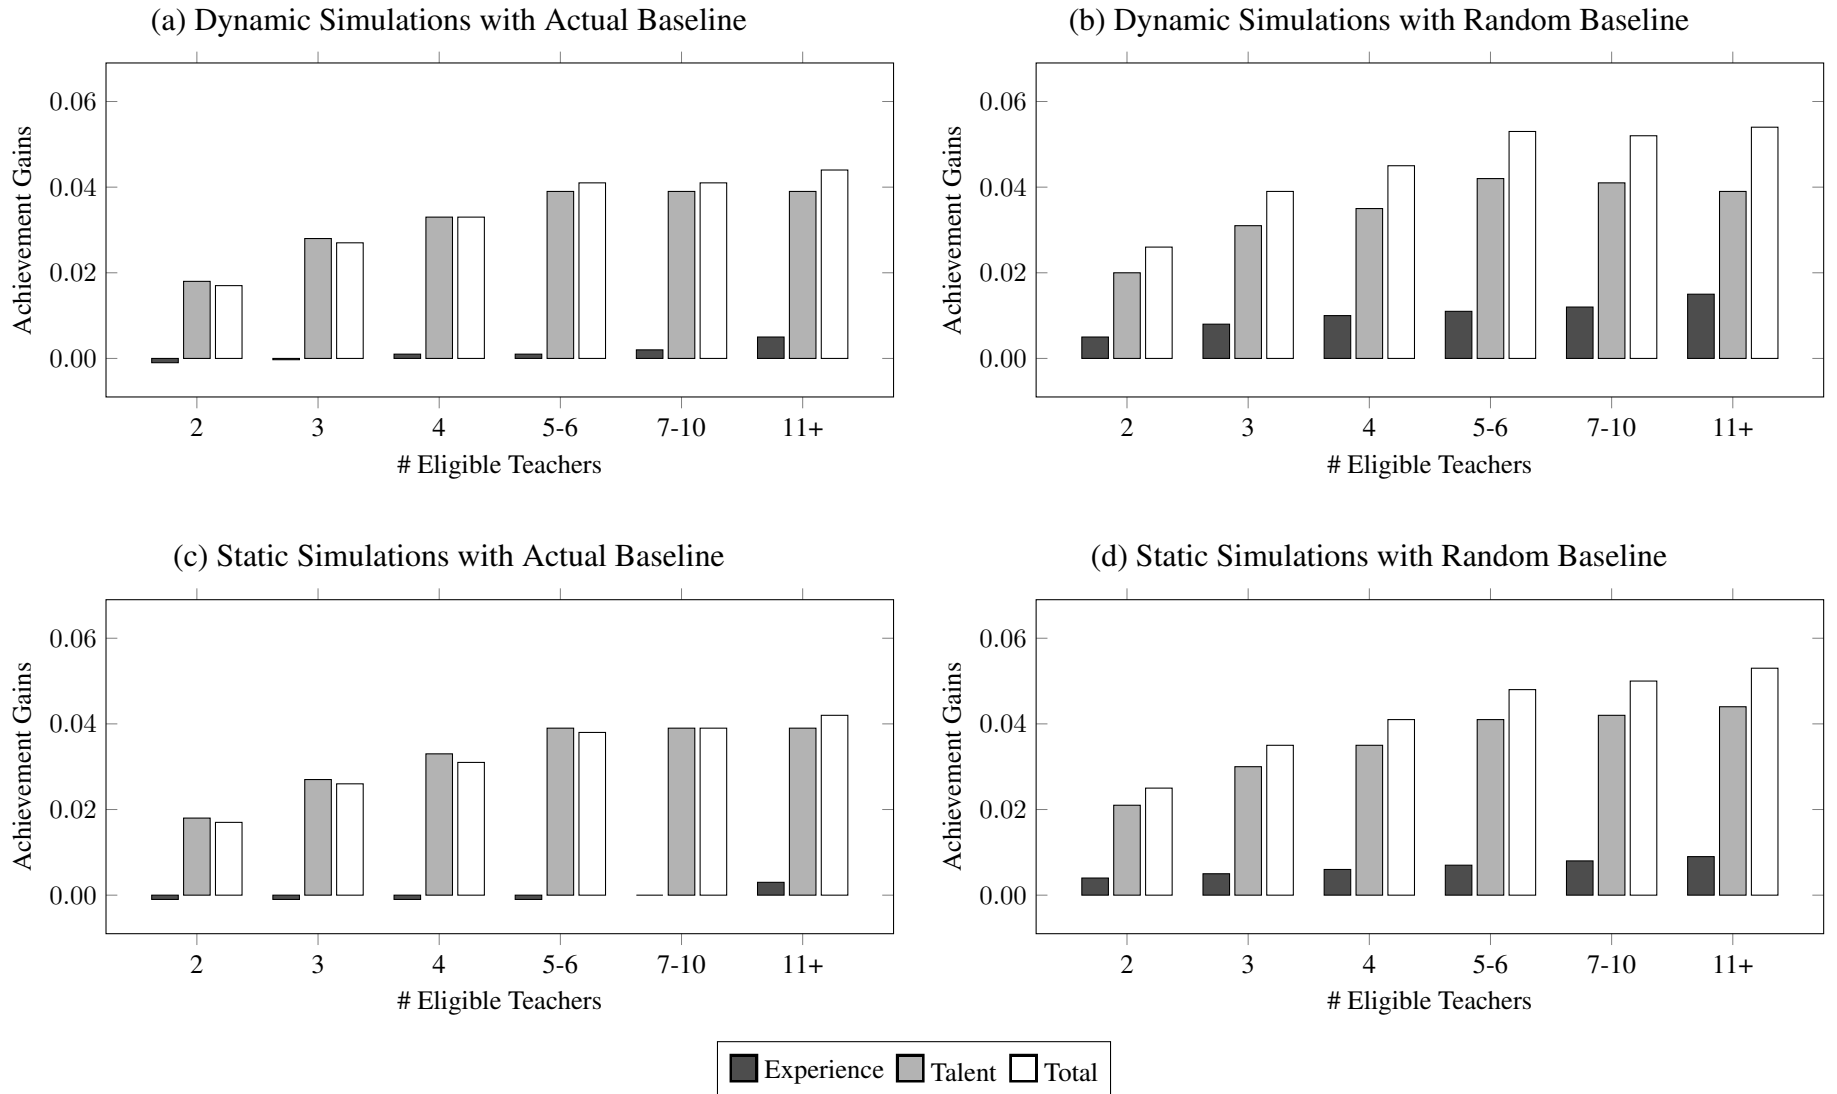 (a) Dynamic Simulations with Actual Baseline
Achievement Gains
0.06
0.04
0.02
0.00
2 3 4 5-6 7-10 11+
# Eligible Teachers
(b) Dynamic Simulations with Random Baseline
Achievement Gains
0.06
0.04
0.02
0.00
2 3 4 5-6 7-10 11+
# Eligible Teachers
(c) Static Simulations with Actual Baseline
Achievement Gains
0.06
0.04
0.02
0.00
2 3 4 5-6 7-10 11+
# Eligible Teachers
(d) Static Simulations with Random Baseline
Achievement Gains
0.06
0.04
0.02
0.00
2 3 4 5-6 7-10 11+
# Eligible Teachers
Experience Talent Total